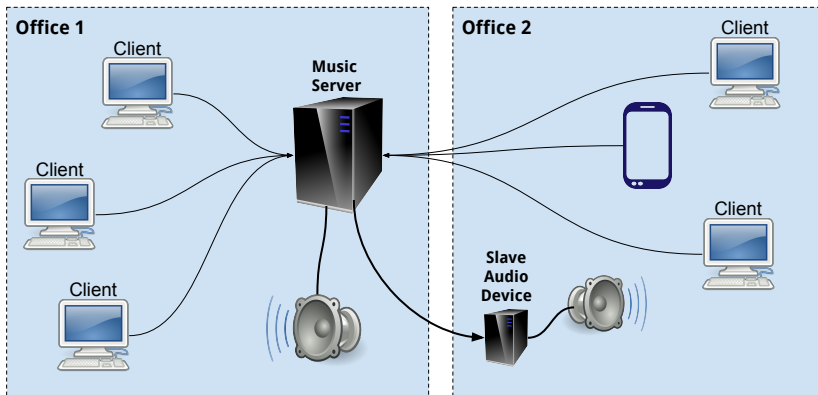 Office 1
Client
Client
Client
Music
Server
Office 2
Client
Client
Slave
Audio
Device